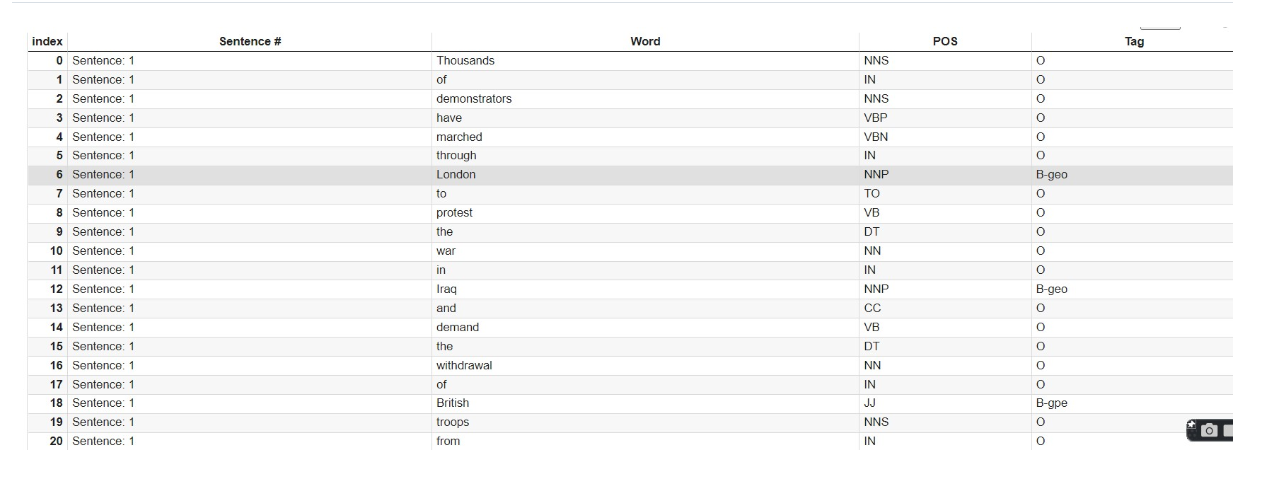 index Sentence # Word POS Tag
0 Sentence: 1 Thousands NNS O
1 Sentence: 1 of IN O
2 Sentence: 1 demonstrators NNS O
3 Sentence: 1 have VBP O
4 Sentence: 1 marched VBN O
5 Sentence: 1 through IN O
6 Sentence: 1 London NNP B-geo
7 Sentence: 1 to TO O
8 Sentence: 1 protest VB O
9 Sentence: 1 the DT O
10 Sentence: 1 war NN O
11 Sentence: 1 in IN O
12 Sentence: 1 Iraq NNP B-geo
13 Sentence: 1 and CC O
14 Sentence: 1 demand VB O
15 Sentence: 1 the DT O
16 Sentence: 1 withdrawal NN O
17 Sentence: 1 of IN O
18 Sentence: 1 British JJ B-gpe
19 Sentence: 1 troops NNS O
20 Sentence: 1 from IN O